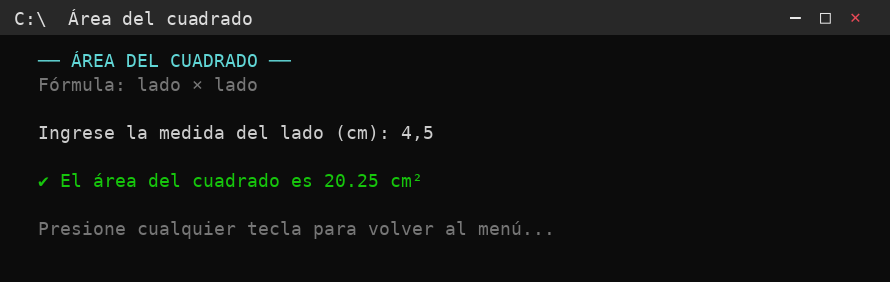 C:\  Área del cuadrado
── ÁREA DEL CUADRADO ──
Fórmula: lado × lado
Ingrese la medida del lado (cm): 4,5
✔ El área del cuadrado es 20.25 cm²
Presione cualquier tecla para volver al menú...